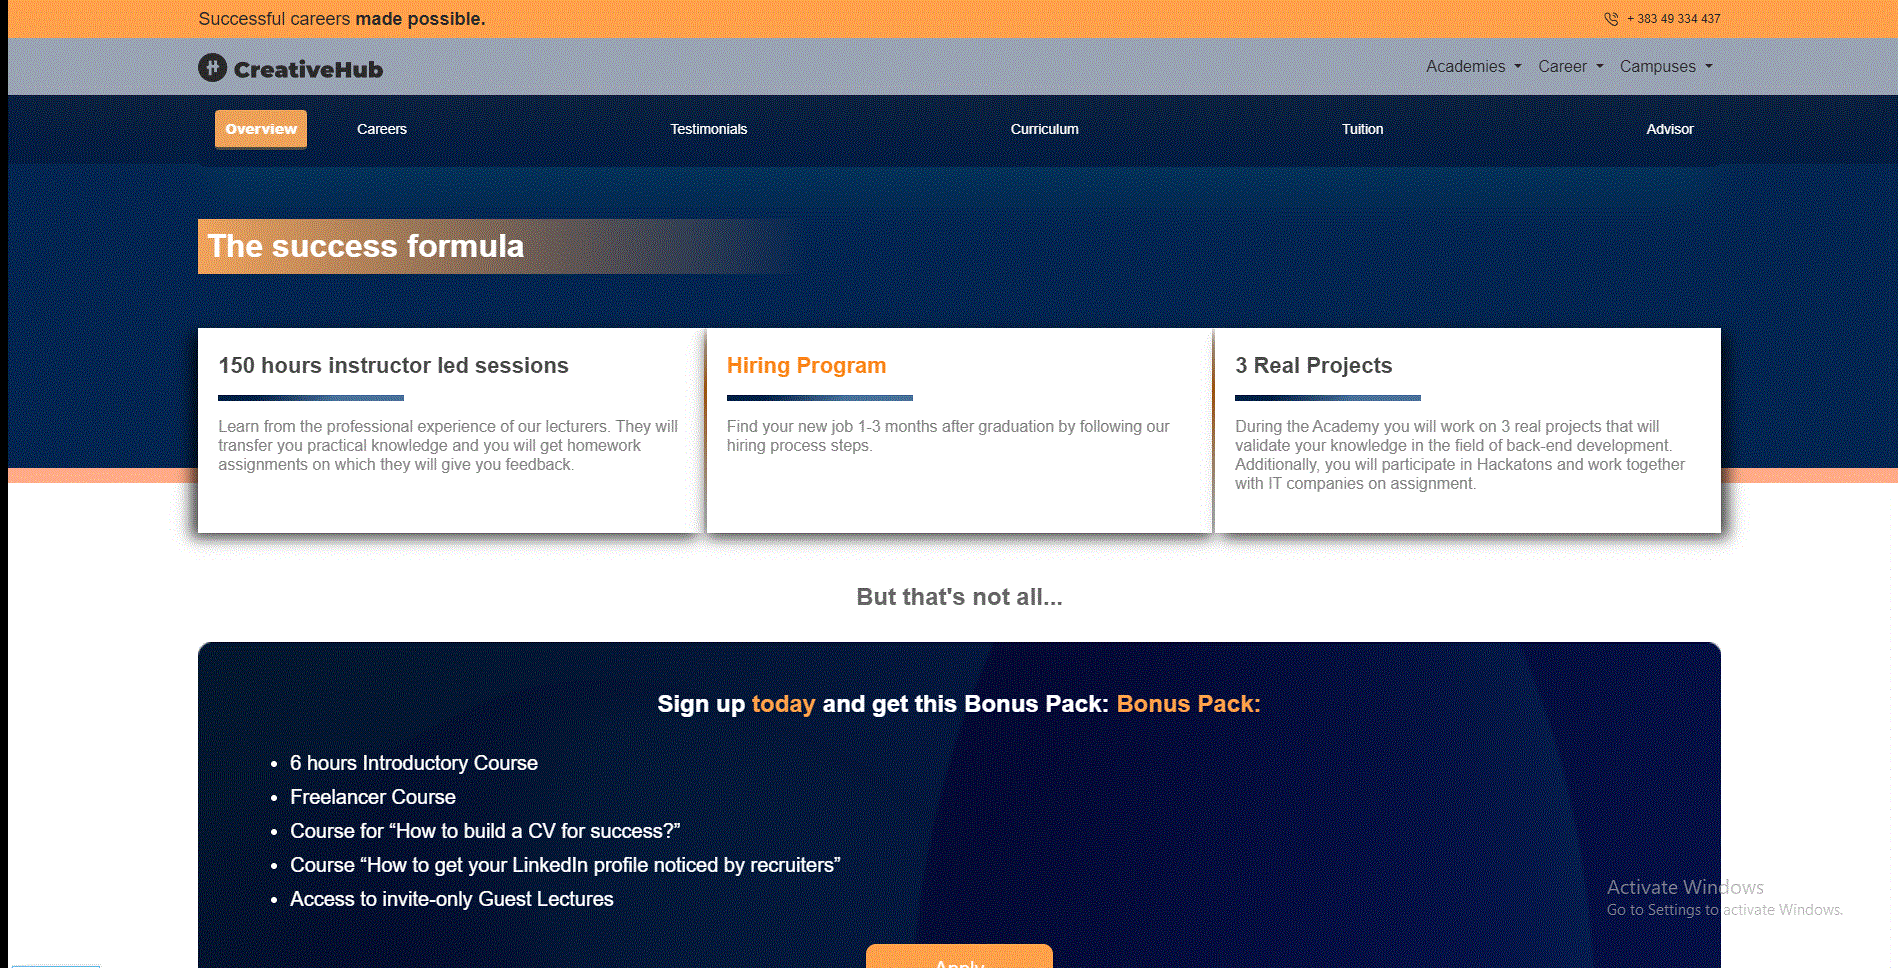 Successful careers made possible.
+ 383 49 334 437
CreativeHub
Academies Career Campuses
Overview Careers Testimonials Curriculum Tuition Advisor
The success formula
150 hours instructor led sessions
Learn from the professional experience of our lecturers. They will
transfer you practical knowledge and you will get homework
assignments on which they will give you feedback.
Hiring Program
Find your new job 1-3 months after graduation by following our
hiring process steps.
3 Real Projects
During the Academy you will work on 3 real projects that will
validate your knowledge in the field of back-end development.
Additionally, you will participate in Hackatons and work together
with IT companies on assignment.
But that's not all...
Sign up today and get this Bonus Pack: Bonus Pack:
• 6 hours Introductory Course
• Freelancer Course
• Course for “How to build a CV for success?”
• Course “How to get your LinkedIn profile noticed by recruiters”
• Access to invite-only Guest Lectures
Apply
Activate Windows
Go to Settings to activate Windows.